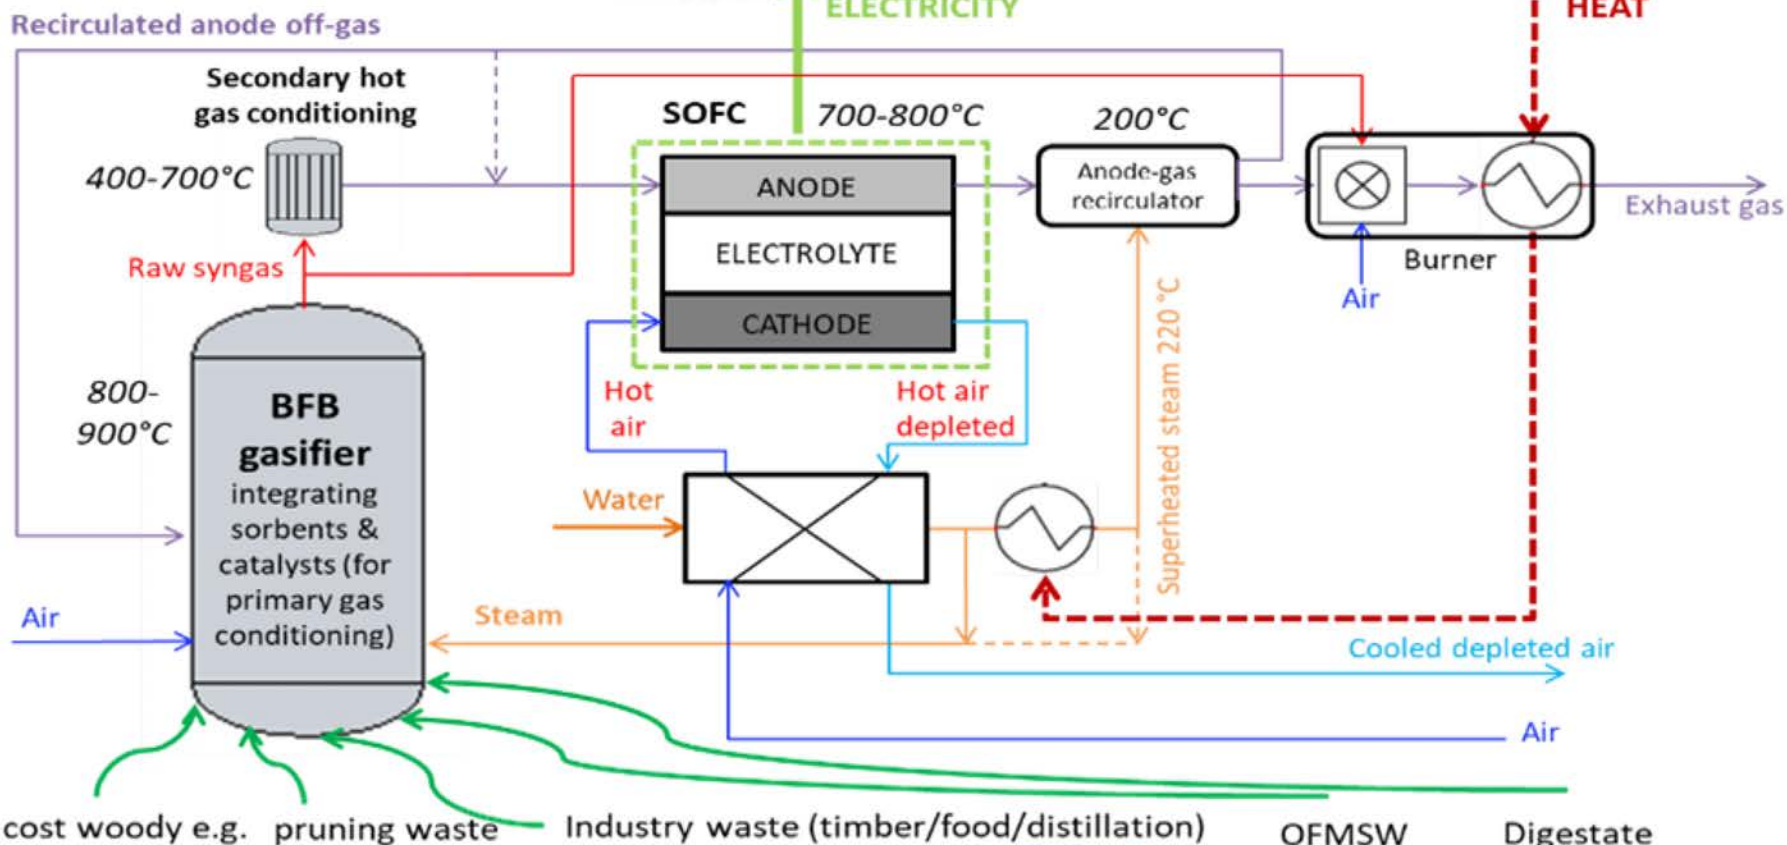 ELECTRICITY
HEAT
Recirculated anode off-gas
Secondary hot
gas conditioning
SOFC
700-800°C
200°C
400-700°C
ANODE
Anode-gas
recirculator
Exhaust gas
ELECTROLYTE
Burner
Raw syngas
Air
CATHODE
Superheated steam 220 °C
800-
900°C
Hot
air
Hot air
depleted
BFB
gasifier
integrating
sorbents &
catalysts (for
primary gas
conditioning)
Water
Air
Steam
Cooled depleted air
Air
cost woody e.g.
pruning waste
Industry waste (timber/food/distillation)
OFMSW
Digestate